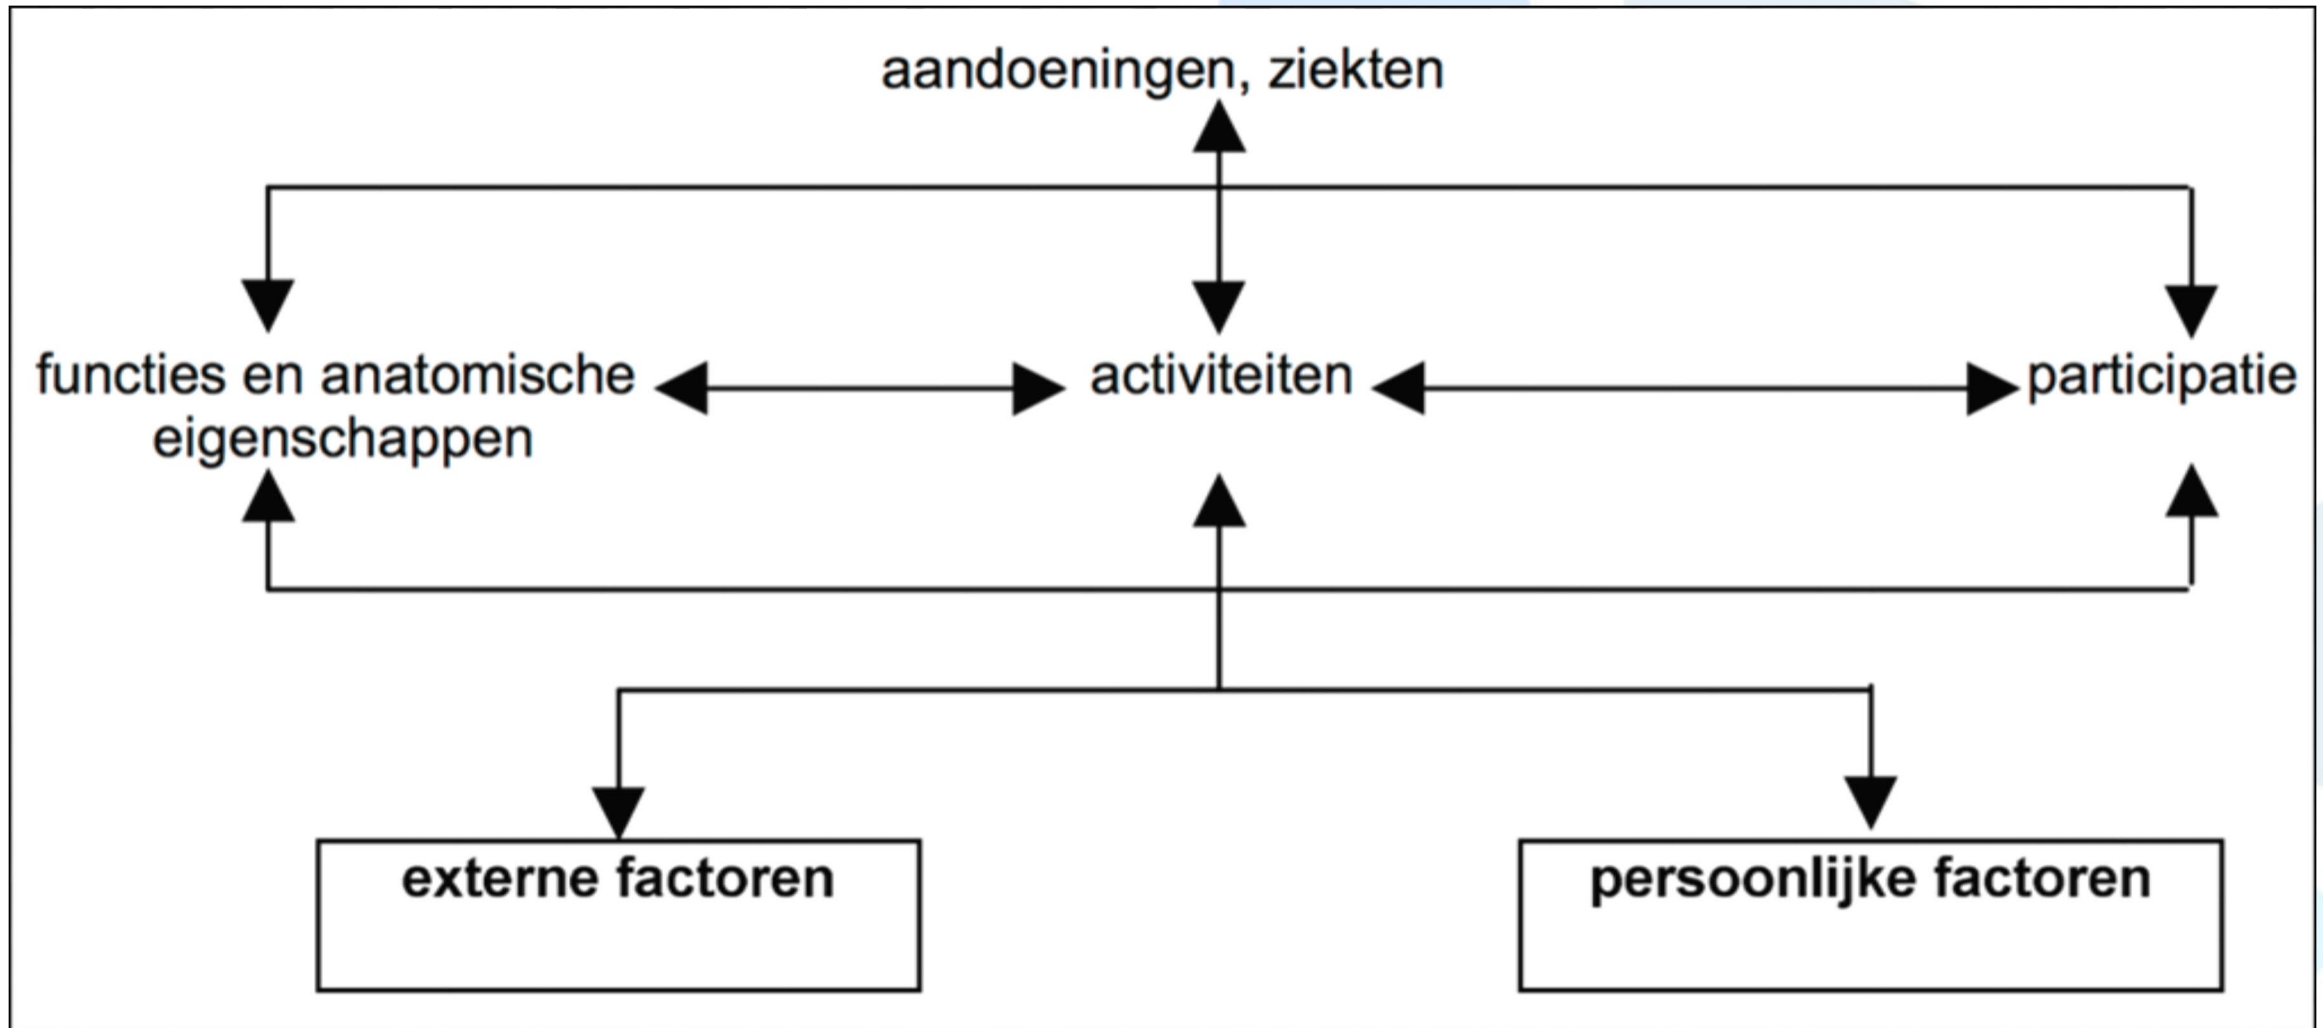 aandoeningen, ziekten
functies en anatomische
eigenschappen
activiteiten
participatie
externe factoren
persoonlijke factoren